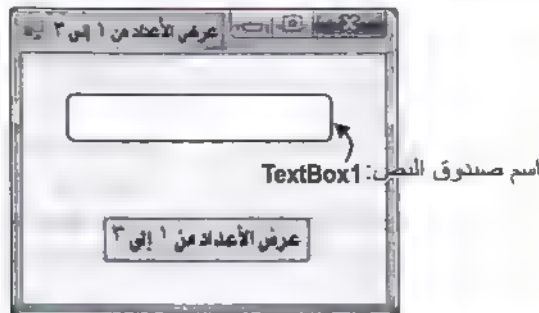 عرض الأعداد من ١ إلى ٣
اسم صندوق النص: TextBox1
عرض الأعداد من ١ إلى ٣